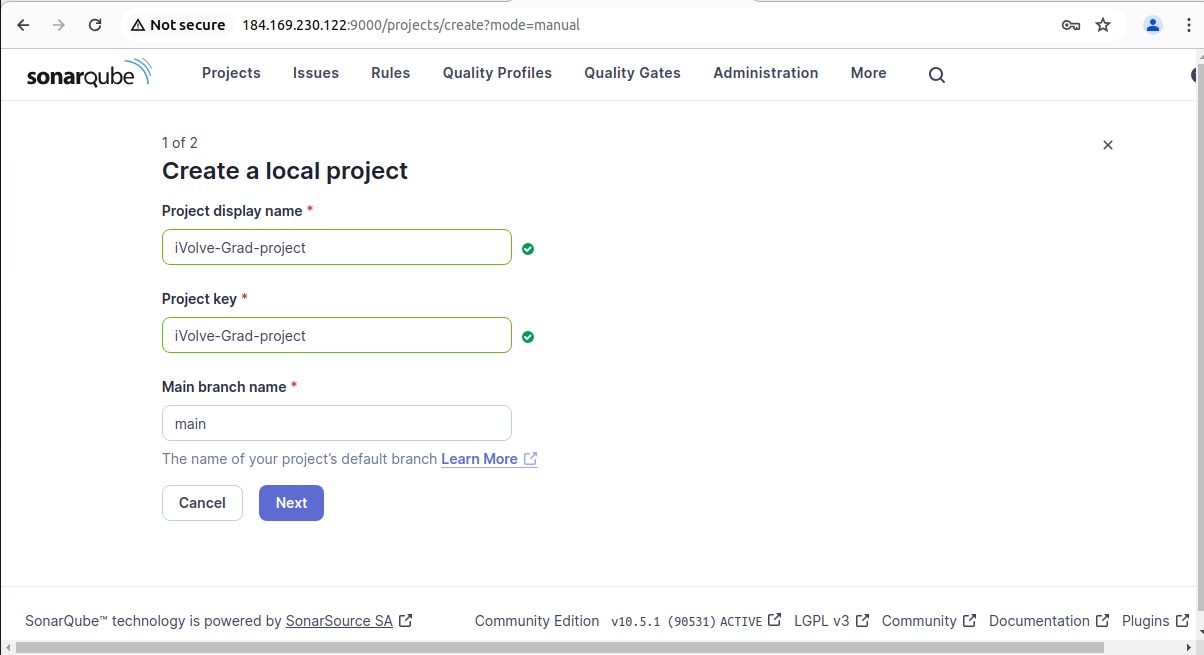 Not secure 184.169.230.122:9000/projects/create?mode=manual
sonarqube Projects Issues Rules Quality Profiles Quality Gates Administration More
1 of 2
Create a local project
Project display name *
iVolve-Grad-project
Project key *
iVolve-Grad-project
Main branch name *
main
The name of your project’s default branch Learn More
Cancel Next
SonarQube™ technology is powered by SonarSource SA Community Edition v10.5.1 (90531) ACTIVE LGPL v3 Community Documentation Plugins